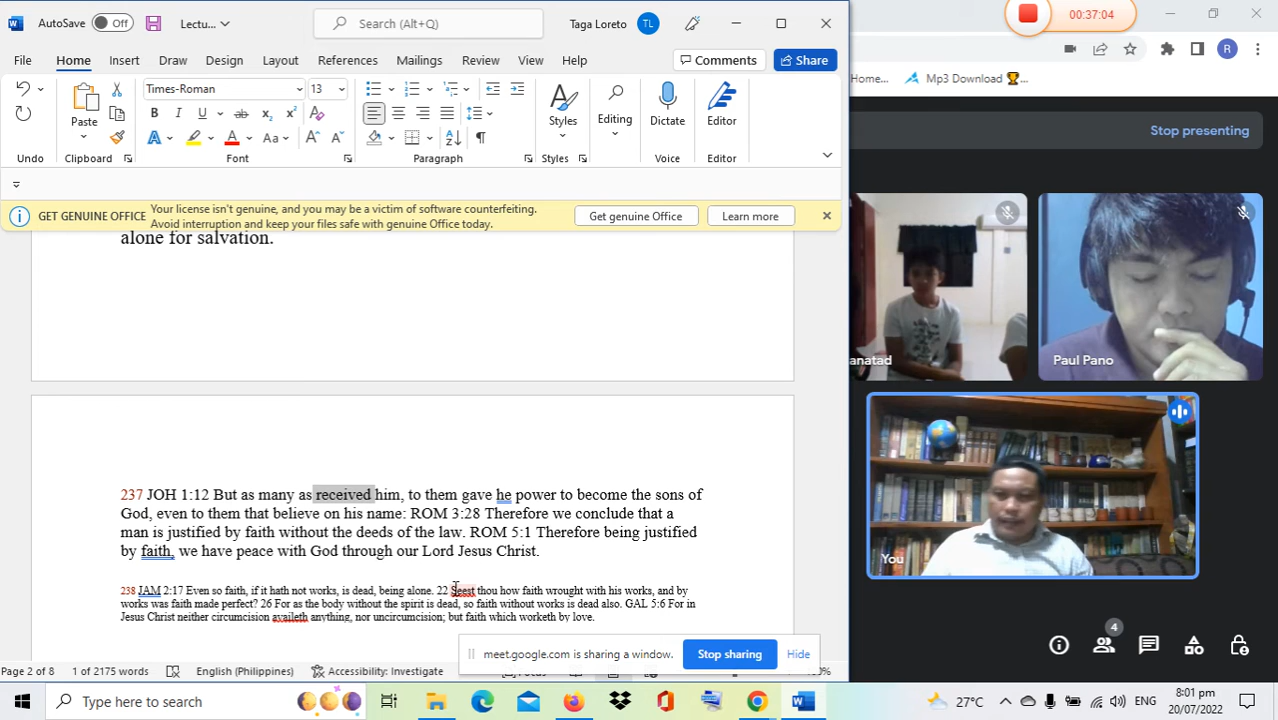 AutoSave Off Lectu... Search (Alt+Q) Taga Loreto TL
00:37:04
R
File Home Insert Draw Design Layout References Mailings Review View Help Comments Share
Home... Mp3 Download
Times-Roman 13
Paste Styles Editing Dictate Editor
Undo Clipboard Font Paragraph Styles Voice Editor
Stop presenting
GET GENUINE OFFICE Your license isn't genuine, and you may be a victim of software counterfeiting.
Avoid interruption and keep your files safe with genuine Office today.
Get genuine Office Learn more
alone for salvation.
anatad Paul Pano
237 JOH 1:12 But as many as received him, to them gave he power to become the sons of
God, even to them that believe on his name: ROM 3:28 Therefore we conclude that a
man is justified by faith without the deeds of the law. ROM 5:1 Therefore being justified
by faith, we have peace with God through our Lord Jesus Christ.
You
238 JAM 2:17 Even so faith, if it hath not works, is dead, being alone. 22 Seest thou how faith wrought with his works, and by
works was faith made perfect? 26 For as the body without the spirit is dead, so faith without works is dead also. GAL 5:6 For in
Jesus Christ neither circumcision availeth anything, nor uncircumcision; but faith which worketh by love.
4
meet.google.com is sharing a window. Stop sharing Hide
Page 2 of 8 1 of 2175 words English (Philippines) Accessibility: Investigate Focus
Type here to search
27°C ENG 8:01 pm
20/07/2022